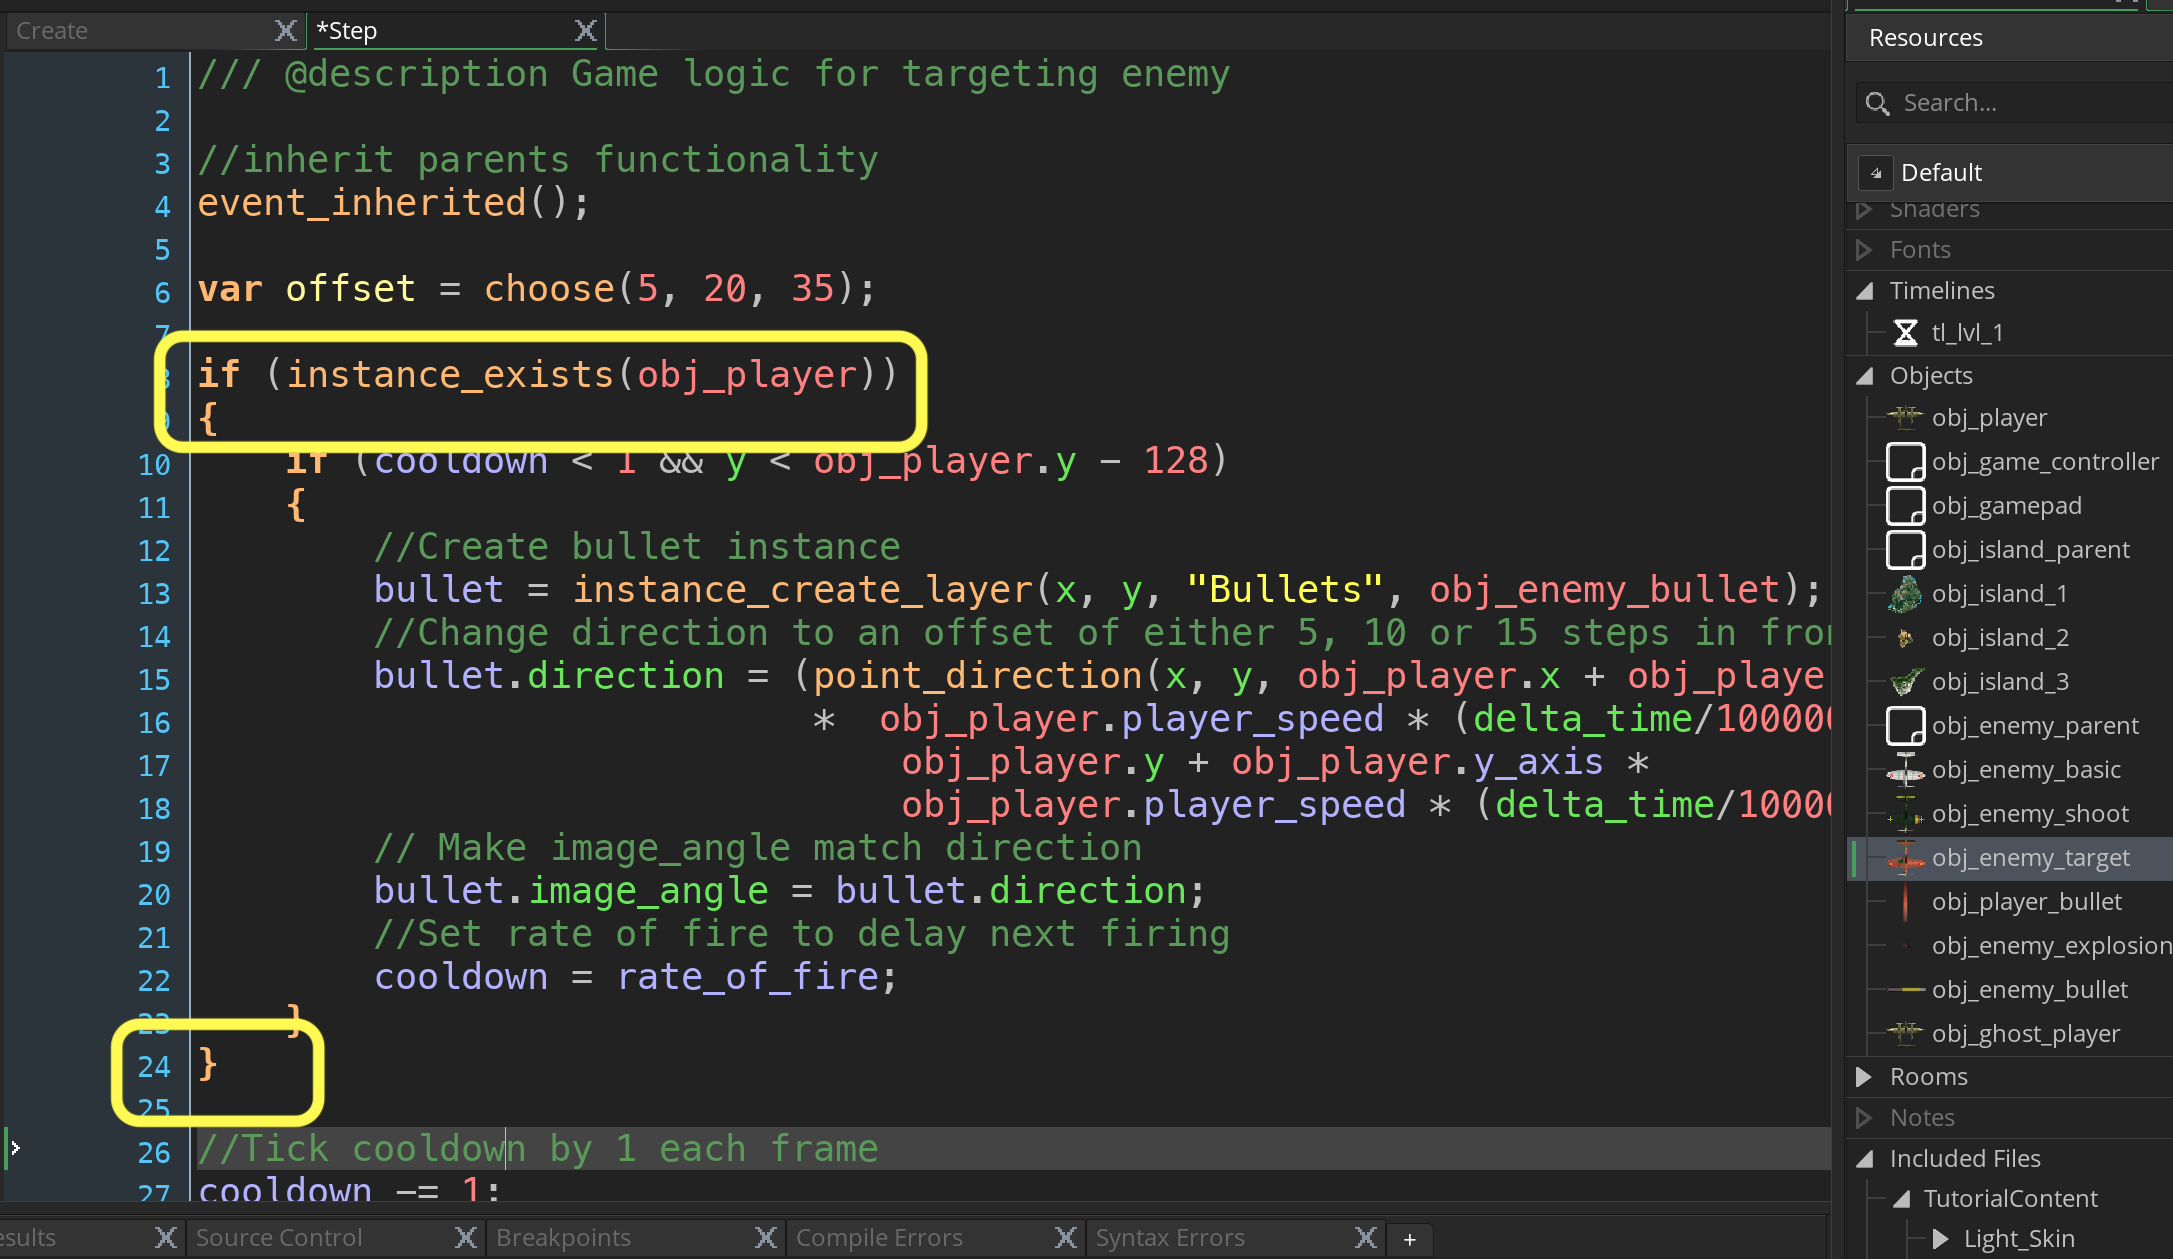 Create
*Step
1 /// @description Game logic for targeting enemy
2
3 //inherit parents functionality
4 event_inherited();
5
6 var offset = choose(5, 20, 35);
7
8 if (instance_exists(obj_player))
9 {
10 if (cooldown < 1 && y < obj_player.y - 128)
11 {
12 //Create bullet instance
13 bullet = instance_create_layer(x, y, "Bullets", obj_enemy_bullet);
14 //Change direction to an offset of either 5, 10 or 15 steps in fro
15 bullet.direction = (point_direction(x, y, obj_player.x + obj_playe
16 * obj_player.player_speed * (delta_time/100000
17 obj_player.y + obj_player.y_axis *
18 obj_player.player_speed * (delta_time/10000
19 // Make image_angle match direction
20 bullet.image_angle = bullet.direction;
21 //Set rate of fire to delay next firing
22 cooldown = rate_of_fire;
23 }
24 }
25
26 //Tick cooldown by 1 each frame
27 cooldown -= 1;
esults
Source Control
Breakpoints
Compile Errors
Syntax Errors
+
Resources
Search...
Default
Shaders
Fonts
Timelines
tl_lvl_1
Objects
obj_player
obj_game_controller
obj_gamepad
obj_island_parent
obj_island_1
obj_island_2
obj_island_3
obj_enemy_parent
obj_enemy_basic
obj_enemy_shoot
obj_enemy_target
obj_player_bullet
obj_enemy_explosion
obj_enemy_bullet
obj_ghost_player
Rooms
Notes
Included Files
TutorialContent
Light_Skin